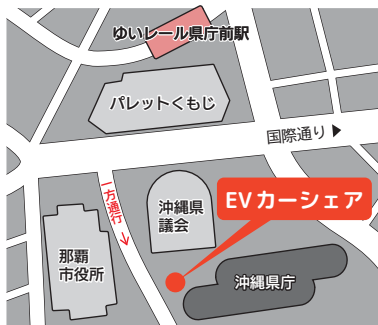 ゆいレール県庁前駅
パレットくもじ
国際通り ▶
一方通行 →
EVカーシェア
沖縄県
議会
那覇
市役所
沖縄県庁